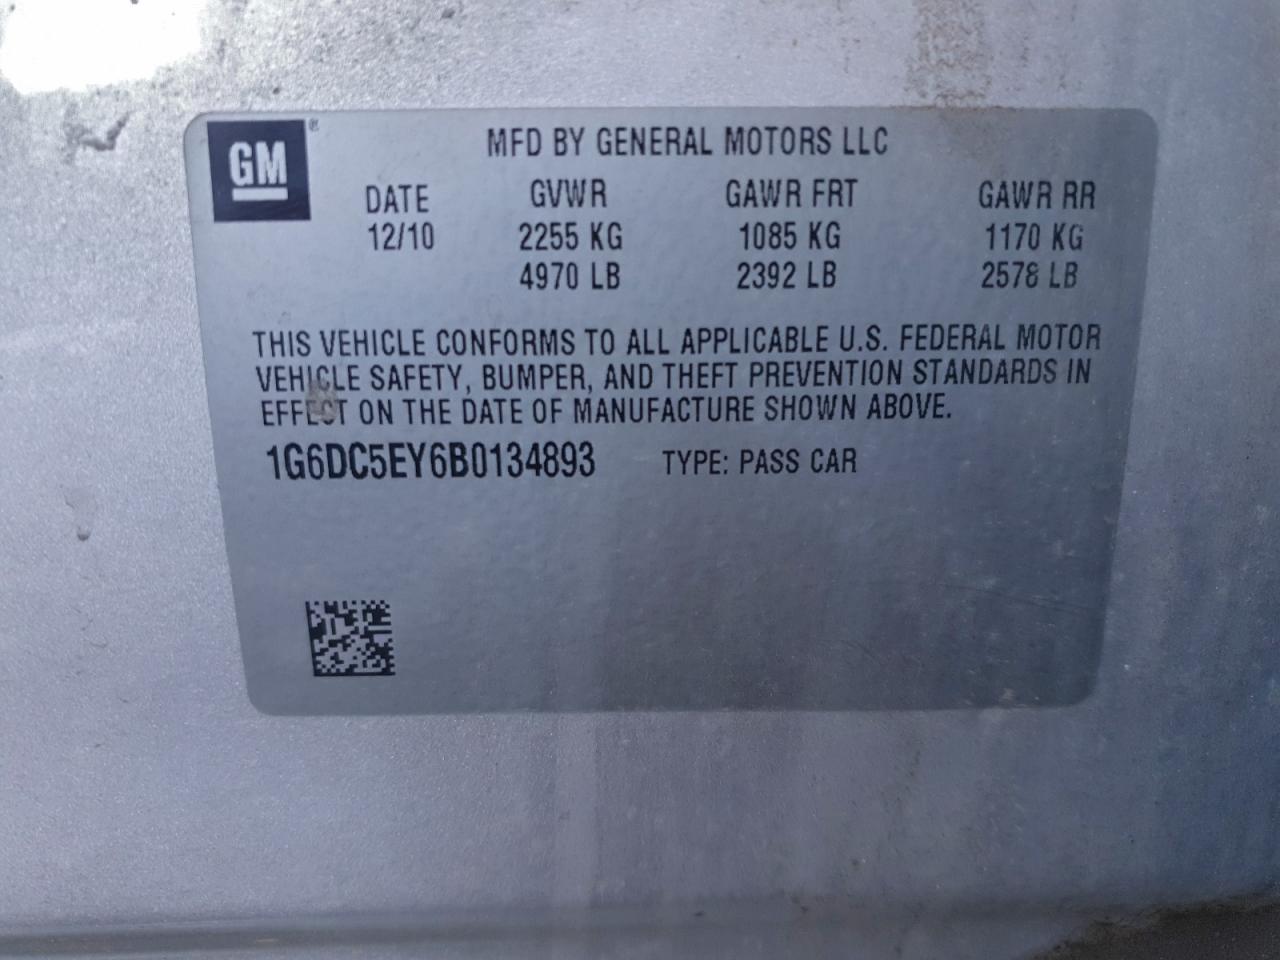 GM ®
MFD BY GENERAL MOTORS LLC
DATE GVWR GAWR FRT GAWR RR
12/10 2255 KG 1085 KG 1170 KG
4970 LB 2392 LB 2578 LB
THIS VEHICLE CONFORMS TO ALL APPLICABLE U.S. FEDERAL MOTOR
VEHICLE SAFETY, BUMPER, AND THEFT PREVENTION STANDARDS IN
EFFECT ON THE DATE OF MANUFACTURE SHOWN ABOVE.
1G6DC5EY6B0134893 TYPE: PASS CAR